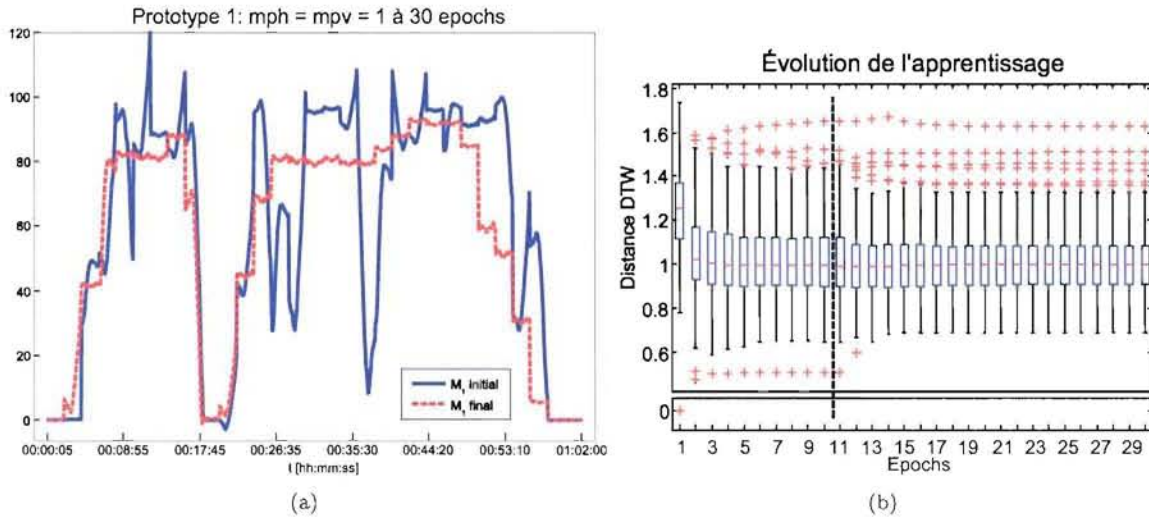 Prototype 1: mph = mpv = 1 à 30 epochs
120
100
80
60
40
20
0
M, initial
M, final
00:00:05 00:08:55 00:17:45 00:26:35 00:35:30 00:44:20 00:53:10 01:02:00
t [hh:mm:ss]
(a)
Évolution de l'apprentissage
Distance DTW
1.8
1.6
1.4
1.2
1
0.8
0.6
0
1 3 5 7 9 11 13 15 17 19 21 23 25 27 29
Epochs
(b)